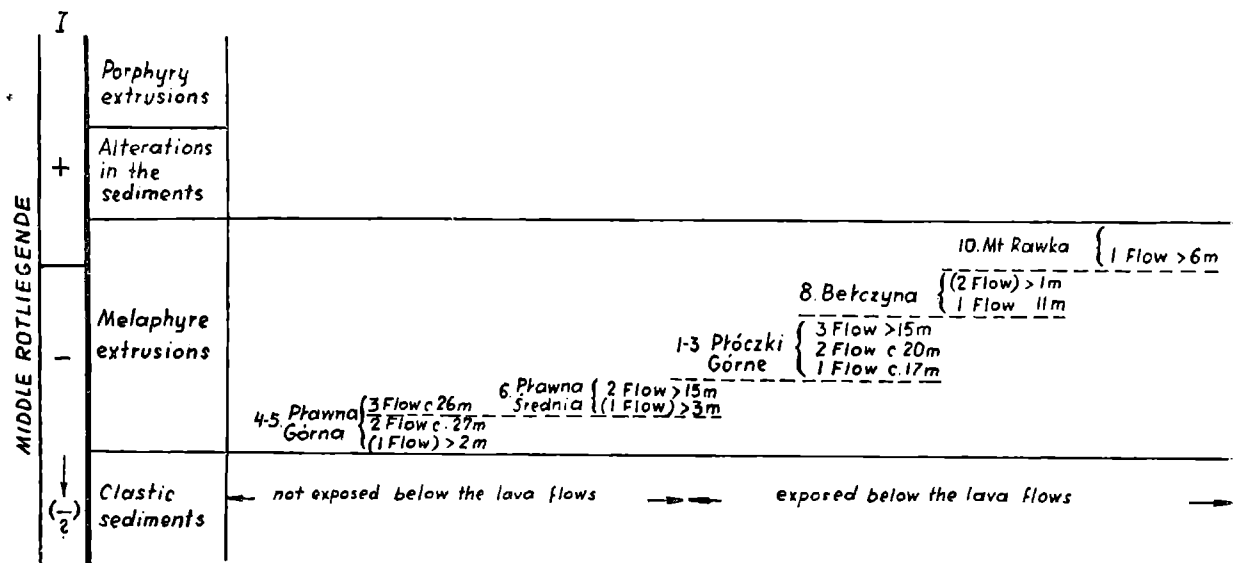 I
MIDDLE ROTLIEGENDE
+
-
(-/?)
Porphyry
extrusions
Alterations
in the
sediments
Melaphyre
extrusions
Clastic
sediments
10. Mt Rawka { 1 Flow > 6m
8. Bełczyna { (2 Flow) > 1m
1 Flow 11m
1-3 Płóczki
Górne
{ 3 Flow >15m
2 Flow c 20m
1 Flow c.17m
6. Pławna
Średnia
{ 2 Flow > 15m
(1 Flow) > 3m
4-5. Pławna
Górna
{ 3 Flow c 26m
2 Flow c. 27m
(1 Flow) > 2m
not exposed below the lava flows
exposed below the lava flows